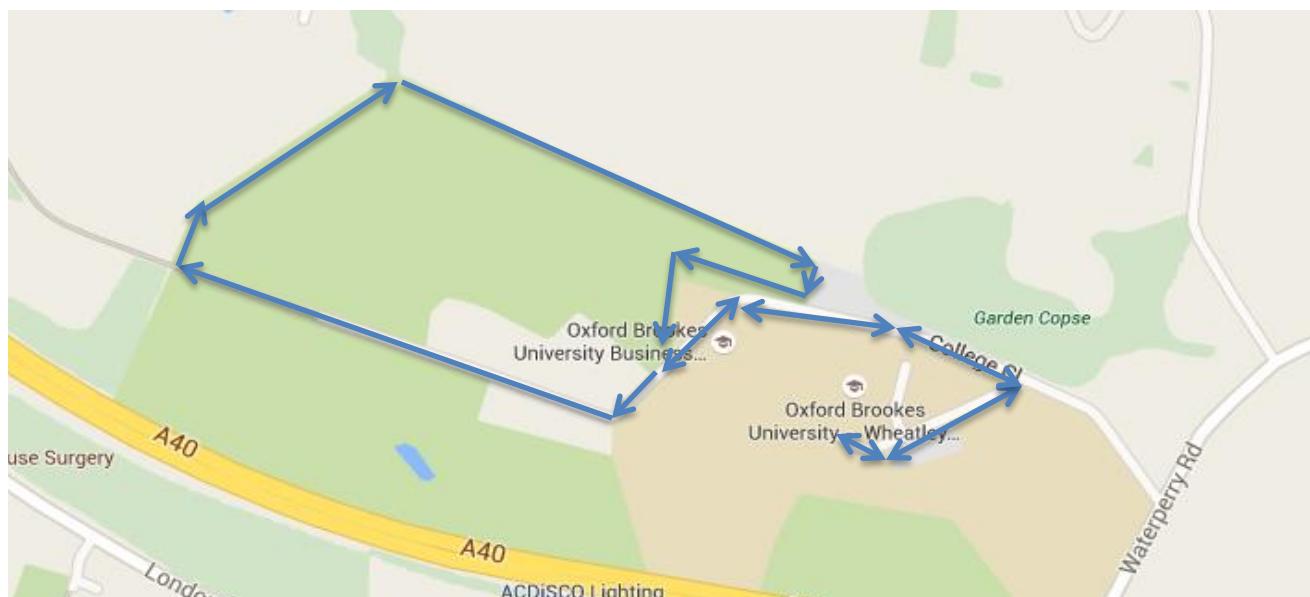 Garden Copse
Oxford Brookes
University Business...
College Cl
Oxford Brookes
University – Wheatley...
A40
use Surgery
Waterperry Rd
A40
London
ACDiSCO Lighting